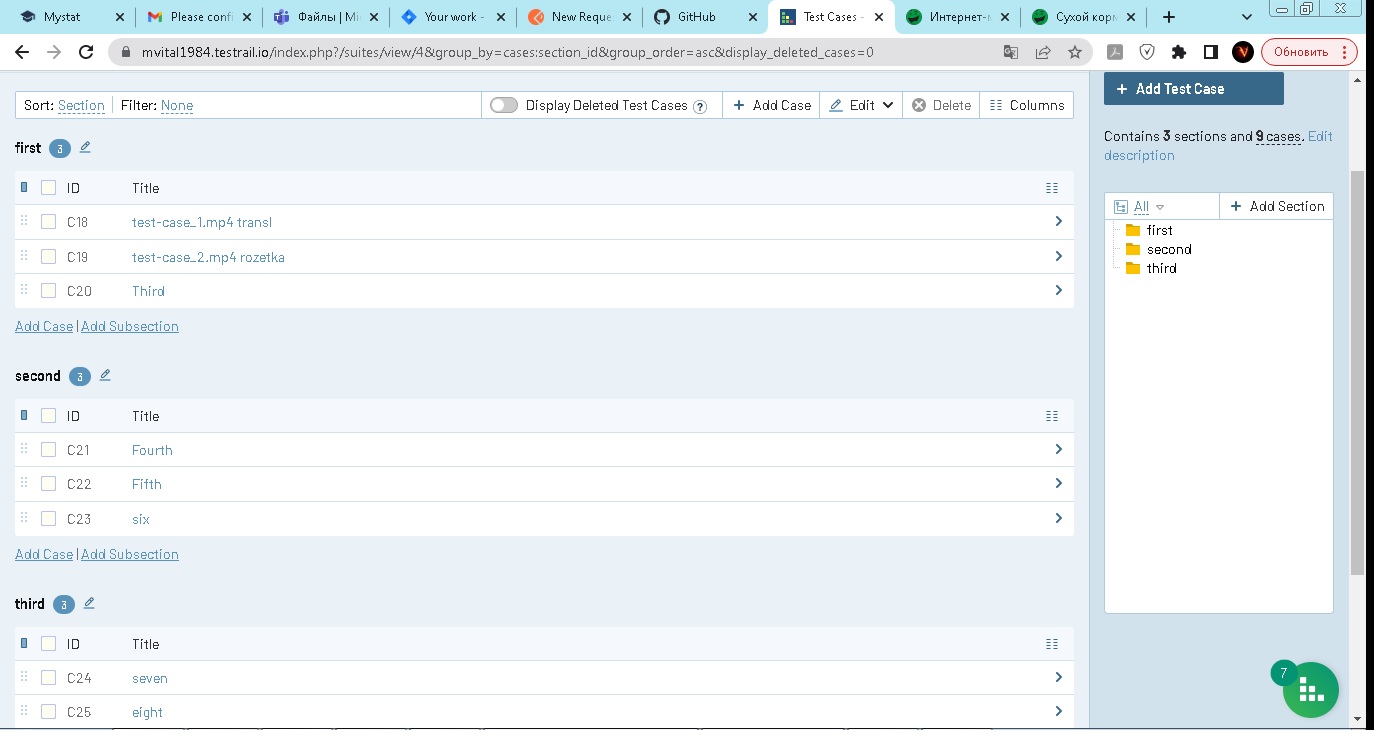 Mystat
Please confi
Файлы | Mi
Your work -
New Reque
GitHub
Test Cases -
Интернет-м
Сухой корм
mvital1984.testrail.io/index.php?/suites/view/4&group_by=cases:section_id&group_order=asc&display_deleted_cases=0
V
Обновить
Sort: Section Filter: None
Display Deleted Test Cases ?
+ Add Case
Edit
Delete
Columns
first 3
ID Title
C18 test-case_1.mp4 transl
C19 test-case_2.mp4 rozetka
C20 Third
Add Case | Add Subsection
second 3
ID Title
C21 Fourth
C22 Fifth
C23 six
Add Case | Add Subsection
third 3
ID Title
C24 seven
C25 eight
+ Add Test Case
Contains 3 sections and 9 cases. Edit
description
All
+ Add Section
first
second
third
7